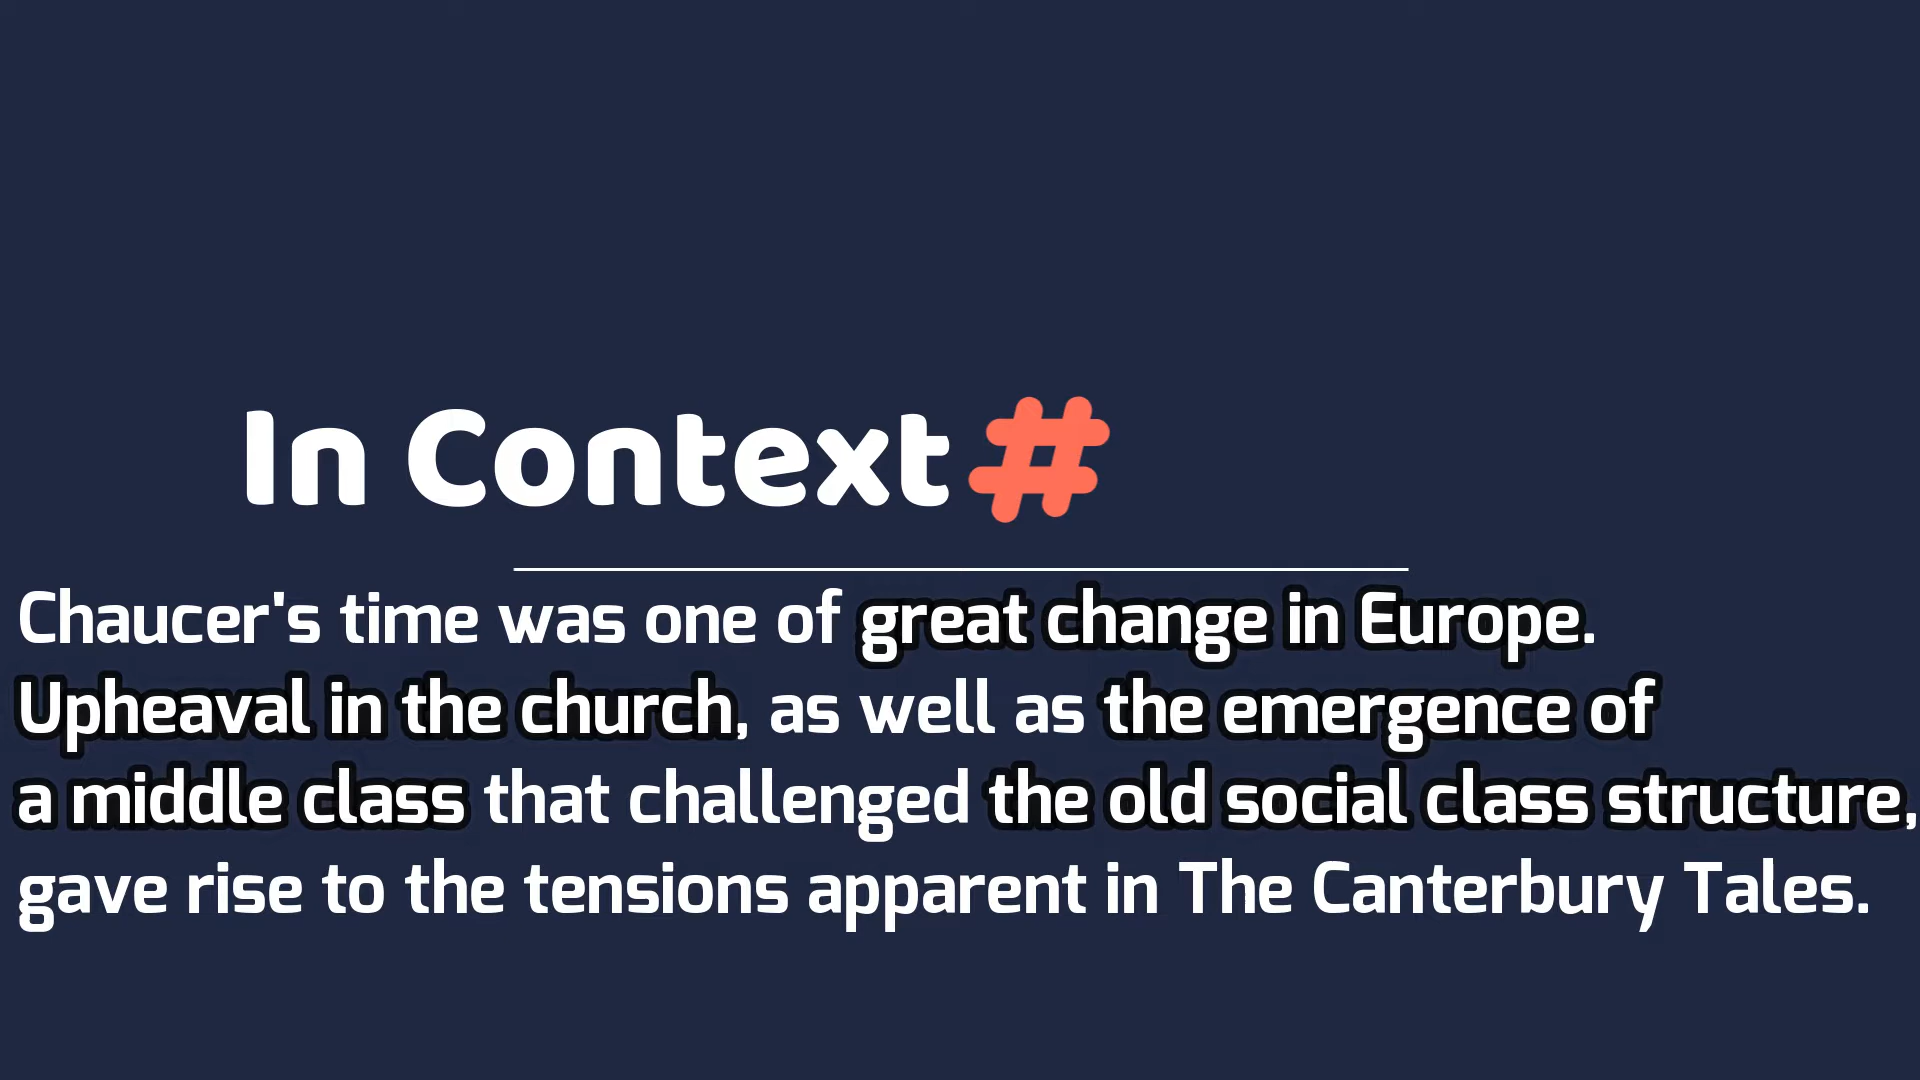 In Context #
Chaucer's time was one of great change in Europe.
Upheaval in the church, as well as the emergence of
a middle class that challenged the old social class structure,
gave rise to the tensions apparent in The Canterbury Tales.